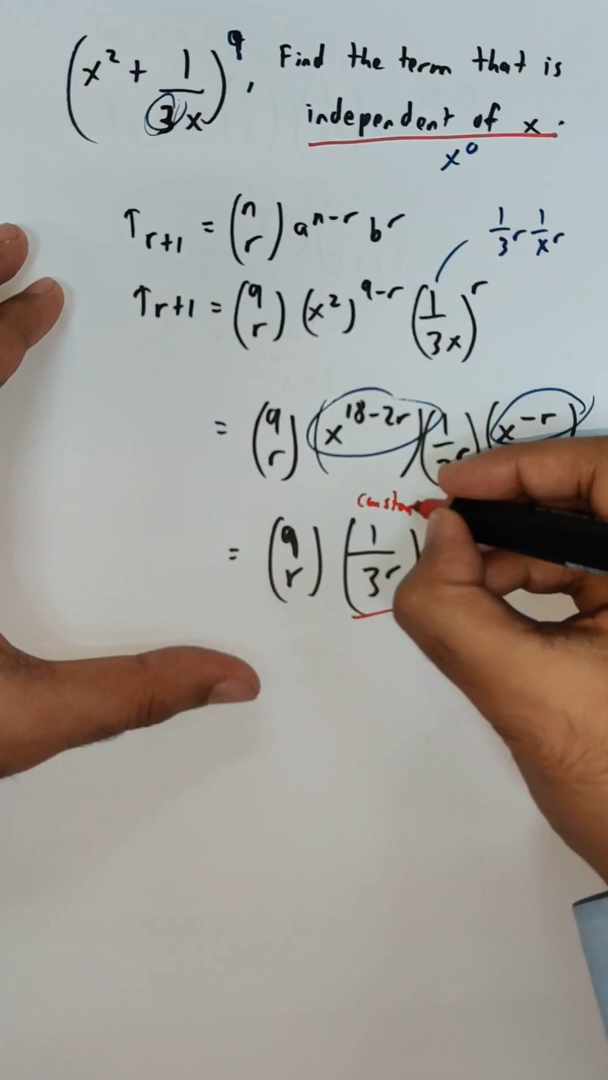 (x² + 1/3x)⁹, Find the term that is
independent of x.
x⁰
T_{r+1} = (n r) a^{n-r} b^r
1/3^r 1/x^r
T_{r+1} = (9 r) (x²)^{9-r} (1/3x)^r
= (9 r) (x^{18-2r}) (x^{-r})
= (9 r) (1/3^r